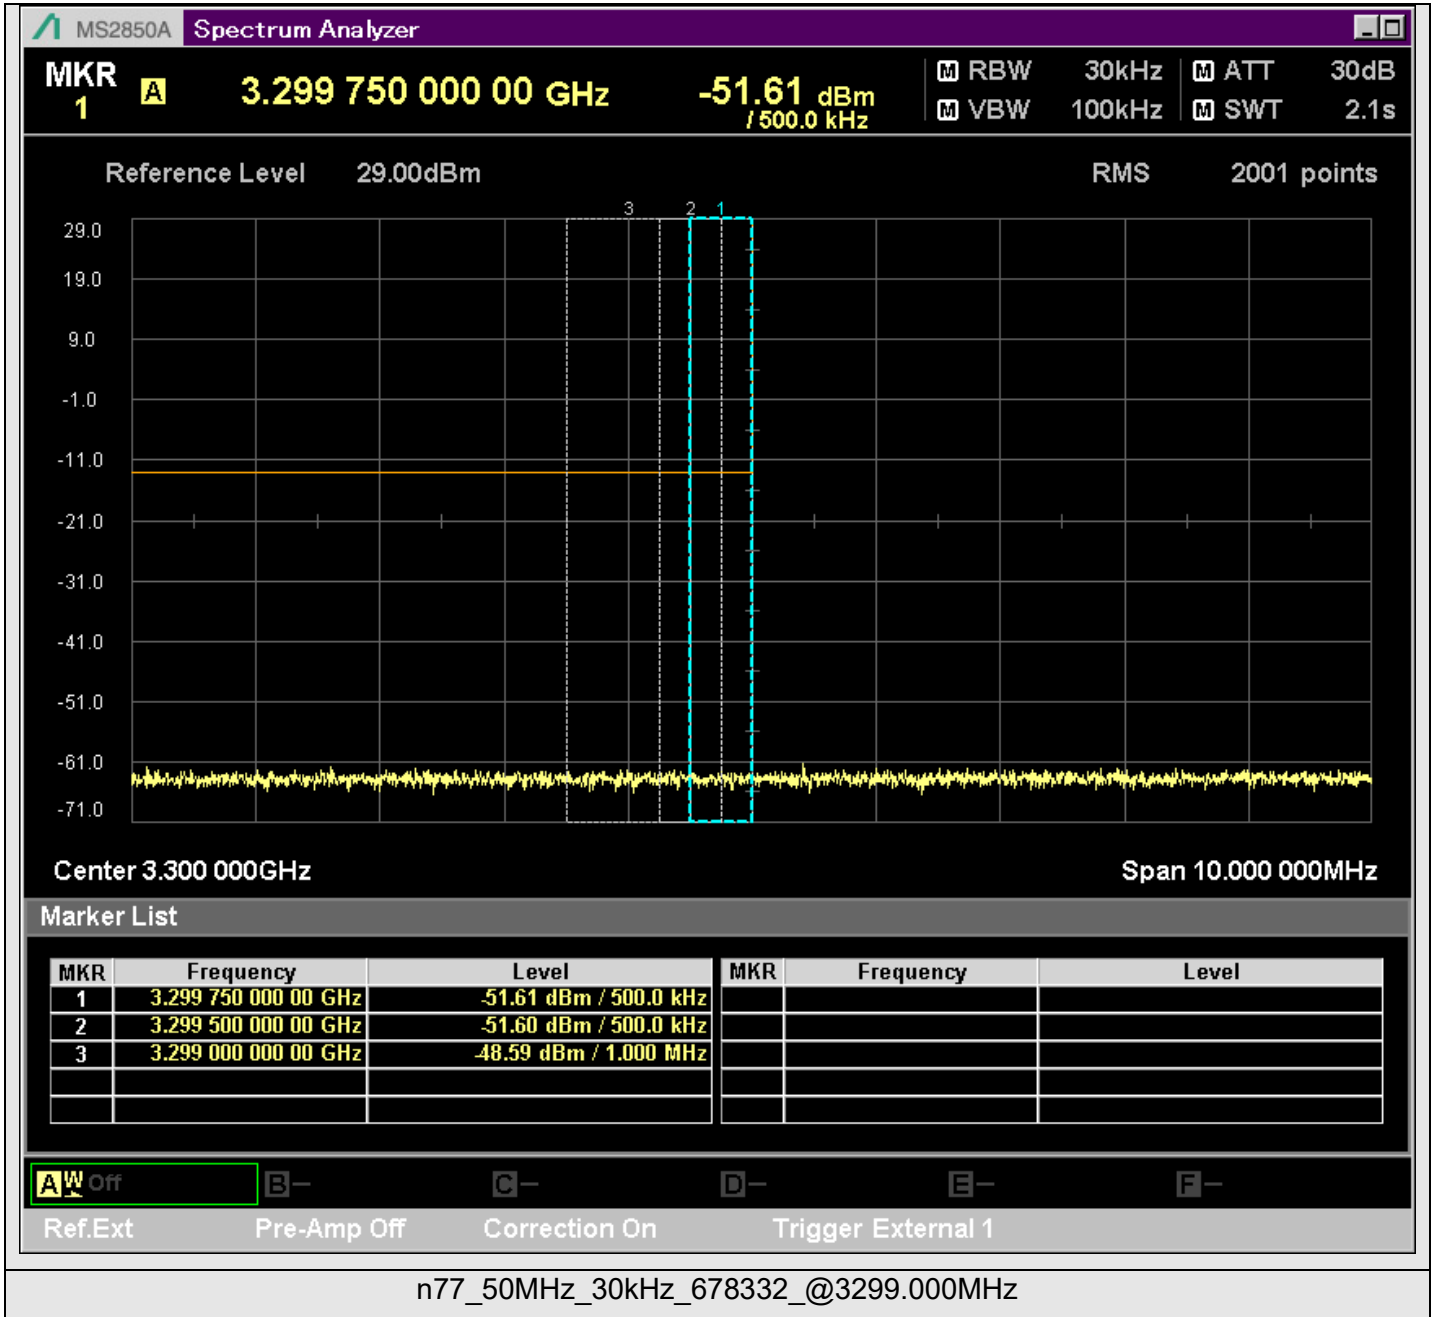 MS2850A Spectrum Analyzer
MKR 1 A 3.299 750 000 00 GHz -51.61 dBm / 500.0 kHz
M RBW 30kHz M ATT 30dB
M VBW 100kHz M SWT 2.1s
Reference Level 29.00dBm RMS 2001 points
3 2 1
29.0
19.0
9.0
-1.0
-11.0
-21.0
-31.0
-41.0
-51.0
-61.0
-71.0
Center 3.300 000GHz Span 10.000 000MHz
Marker List
MKR Frequency Level MKR Frequency Level
1 3.299 750 000 00 GHz -51.61 dBm / 500.0 kHz
2 3.299 500 000 00 GHz -51.60 dBm / 500.0 kHz
3 3.299 000 000 00 GHz -48.59 dBm / 1.000 MHz
A W Off B - C - D - E - F -
Ref.Ext Pre-Amp Off Correction On Trigger External 1
n77_50MHz_30kHz_678332_@3299.000MHz